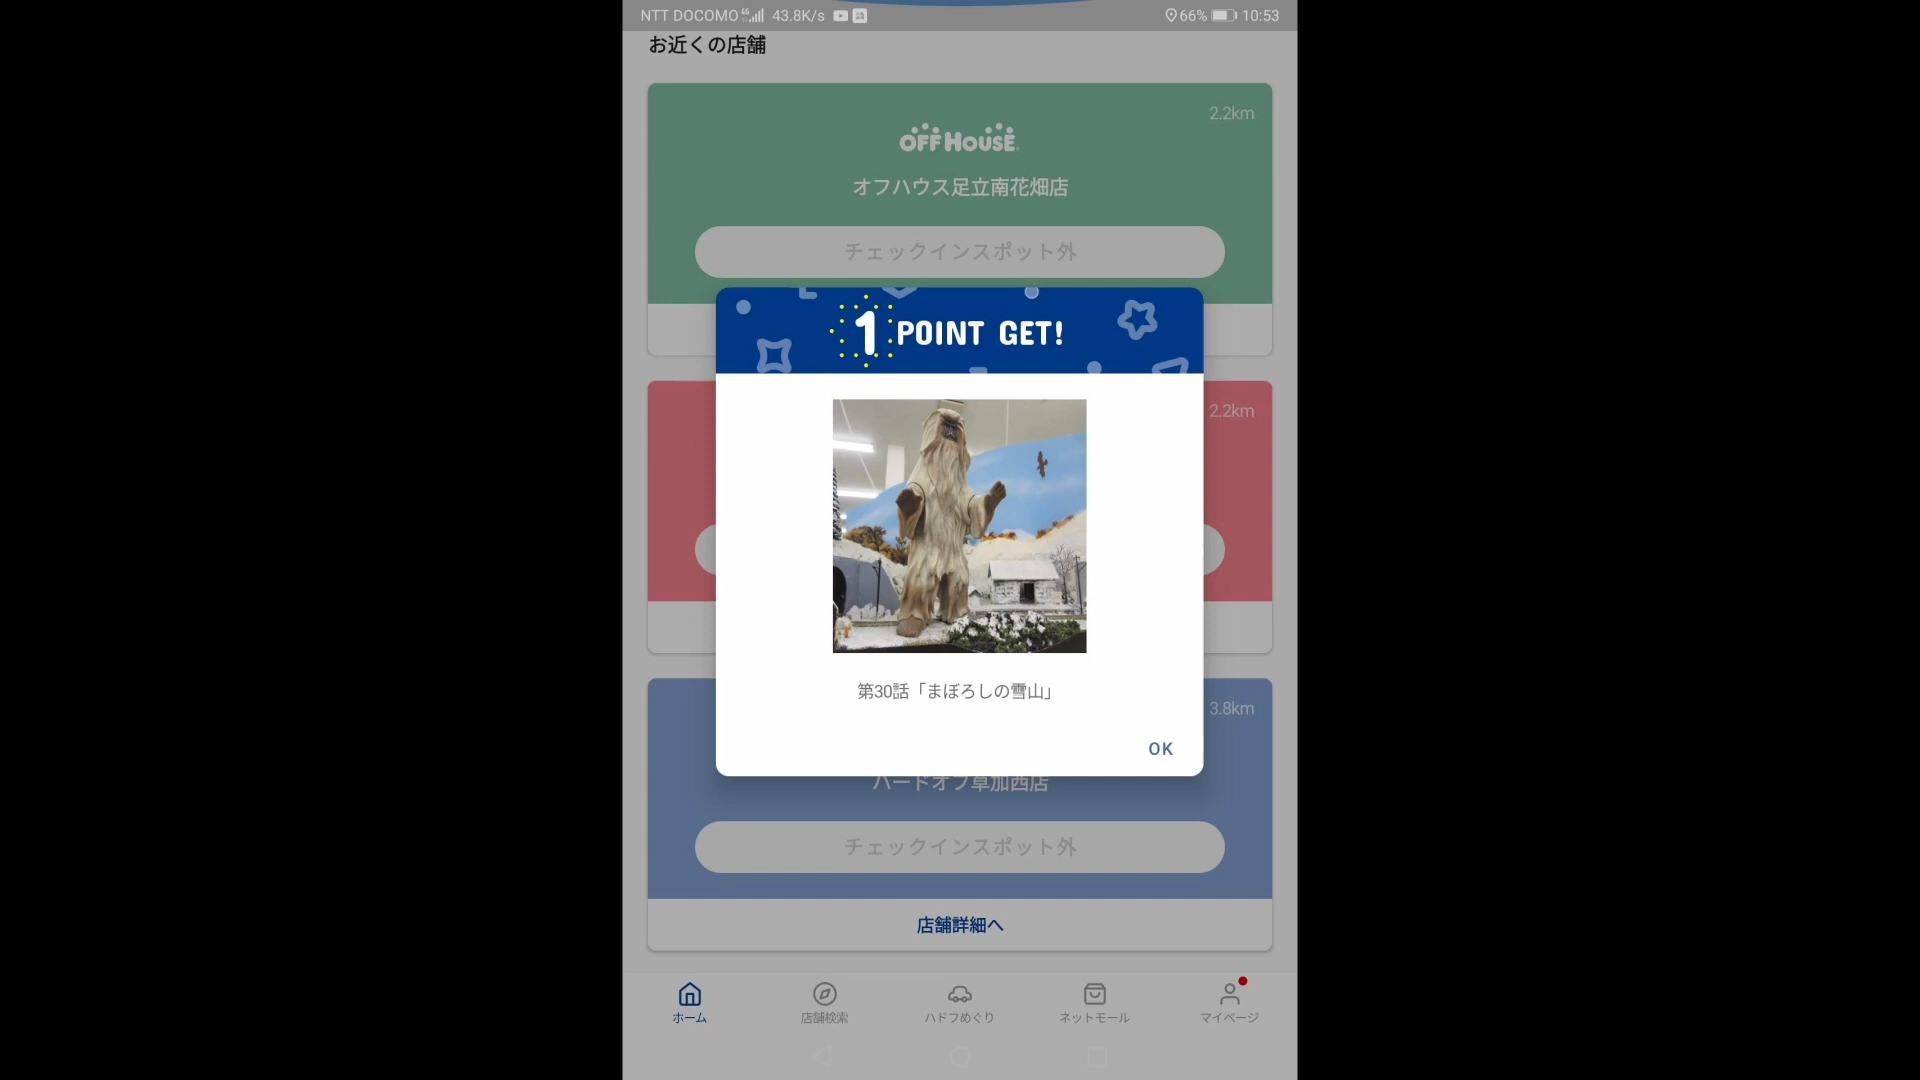 NTT DOCOMO 43.8K/s 66% 10:53
お近くの店舗
2.2km
OFF HOUSE
オフハウス足立南花畑店
チェックインスポット外
1 POINT GET!
2.2km
第30話「まぼろしの雪山」
3.8km
OK
ハードオフ草加西店
チェックインスポット外
店舗詳細へ
ホーム
店舗検索
ハドフめぐり
ネットモール
マイページ